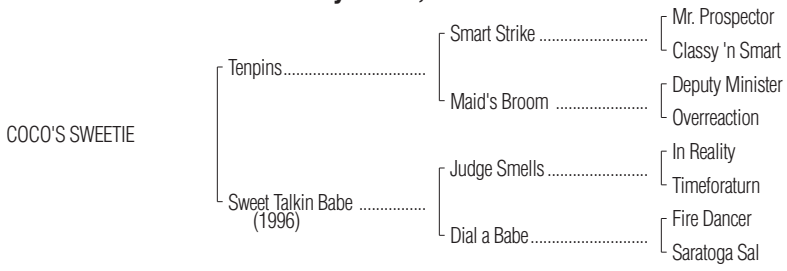 Mr. Prospector
Smart Strike ..........................
Classy 'n Smart
Tenpins..................................
Deputy Minister
Maid's Broom ......................
Overreaction
COCO'S SWEETIE
In Reality
Judge Smells........................
Timeforaturn
Sweet Talkin Babe ................
(1996)
Fire Dancer
Dial a Babe............................
Saratoga Sal